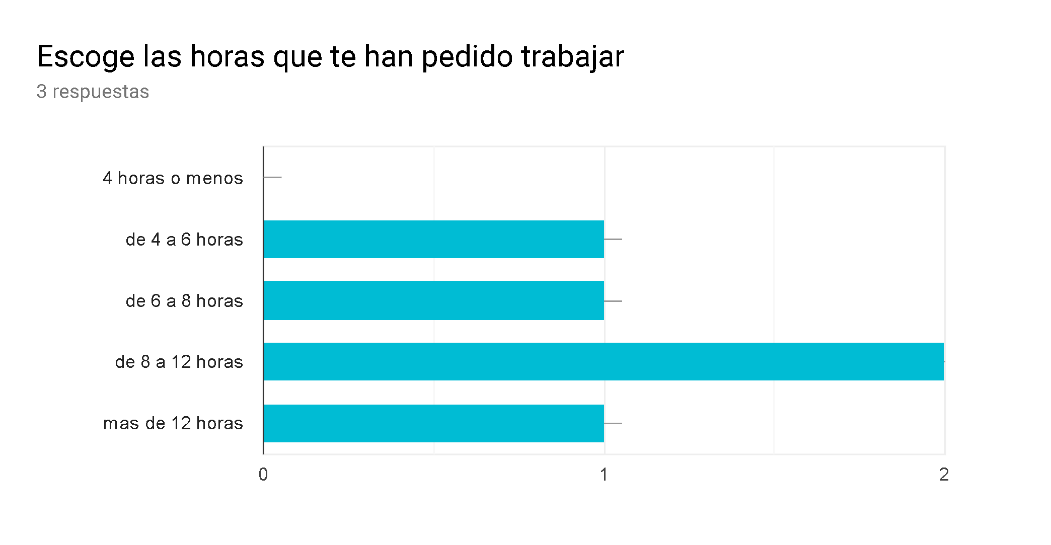 Escoge las horas que te han pedido trabajar
3 respuestas
4 horas o menos
de 4 a 6 horas
de 6 a 8 horas
de 8 a 12 horas
mas de 12 horas
0 1 2